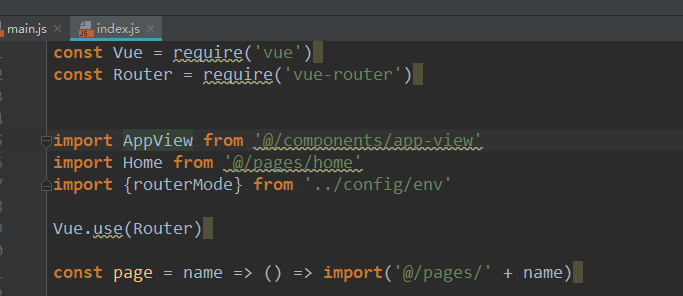 main.js index.js
const Vue = require('vue')
const Router = require('vue-router')
import AppView from '@/components/app-view'
import Home from '@/pages/home'
import {routerMode} from '../config/env'
Vue.use(Router)
const page = name => () => import('@/pages/' + name)